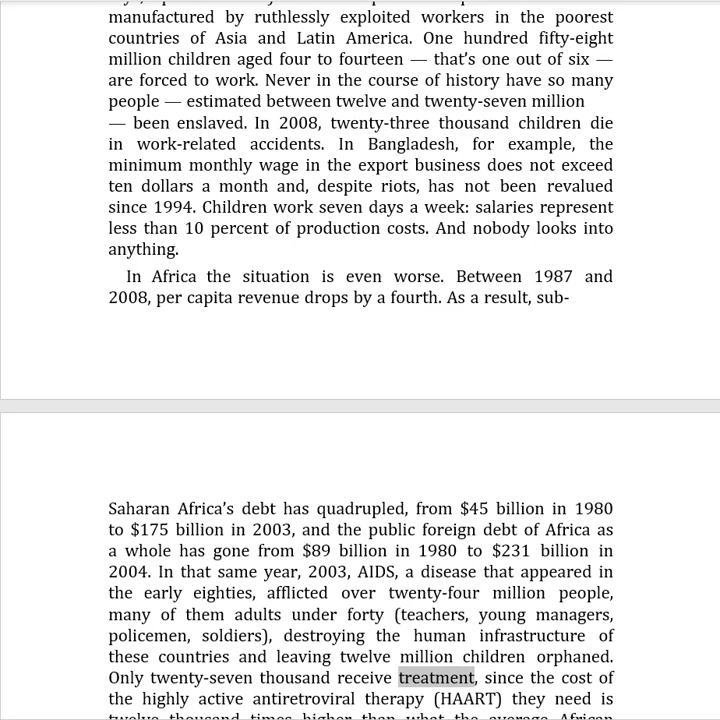 manufactured by ruthlessly exploited workers in the poorest
countries of Asia and Latin America. One hundred fifty-eight
million children aged four to fourteen — that’s one out of six —
are forced to work. Never in the course of history have so many
people — estimated between twelve and twenty-seven million
— been enslaved. In 2008, twenty-three thousand children die
in work-related accidents. In Bangladesh, for example, the
minimum monthly wage in the export business does not exceed
ten dollars a month and, despite riots, has not been revalued
since 1994. Children work seven days a week: salaries represent
less than 10 percent of production costs. And nobody looks into
anything.
In Africa the situation is even worse. Between 1987 and
2008, per capita revenue drops by a fourth. As a result, sub-
Saharan Africa’s debt has quadrupled, from $45 billion in 1980
to $175 billion in 2003, and the public foreign debt of Africa as
a whole has gone from $89 billion in 1980 to $231 billion in
2004. In that same year, 2003, AIDS, a disease that appeared in
the early eighties, afflicted over twenty-four million people,
many of them adults under forty (teachers, young managers,
policemen, soldiers), destroying the human infrastructure of
these countries and leaving twelve million children orphaned.
Only twenty-seven thousand receive treatment, since the cost of
the highly active antiretroviral therapy (HAART) they need is
twelve thousand times higher than what the average African